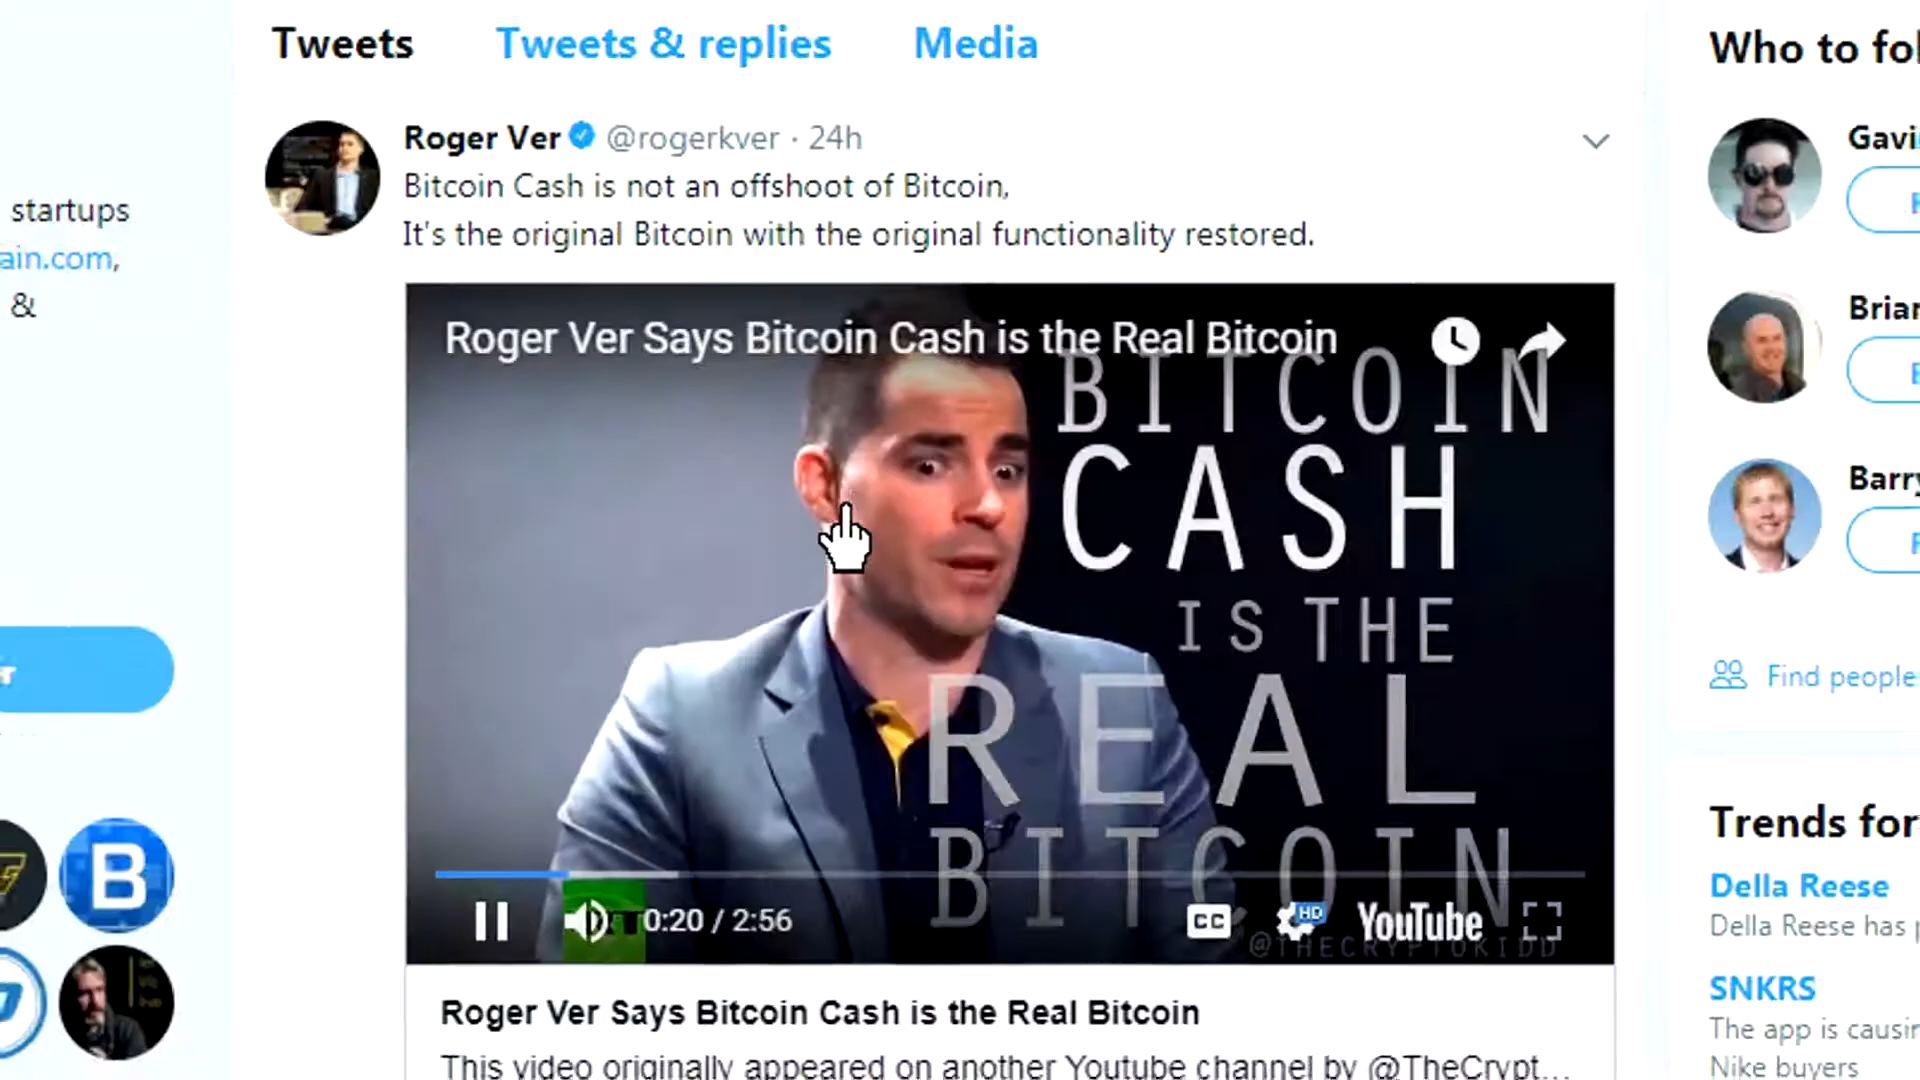 Tweets
Tweets & replies
Media
Who to fol
Roger Ver @rogerkver · 24h
Bitcoin Cash is not an offshoot of Bitcoin,
It's the original Bitcoin with the original functionality restored.
startups
ain.com,
&
Roger Ver Says Bitcoin Cash is the Real Bitcoin
BITCOIN
CASH
IS THE
REAL
BITCOIN
@THECRYPTOKIDD
0:20 / 2:56
CC
HD
YouTube
Roger Ver Says Bitcoin Cash is the Real Bitcoin
This video originally appeared on another Youtube channel by @TheCrypt...
r
B
Gavi
Brian
Barry
Find people
Trends for
Della Reese
Della Reese has p
SNKRS
The app is causin
Nike buyers